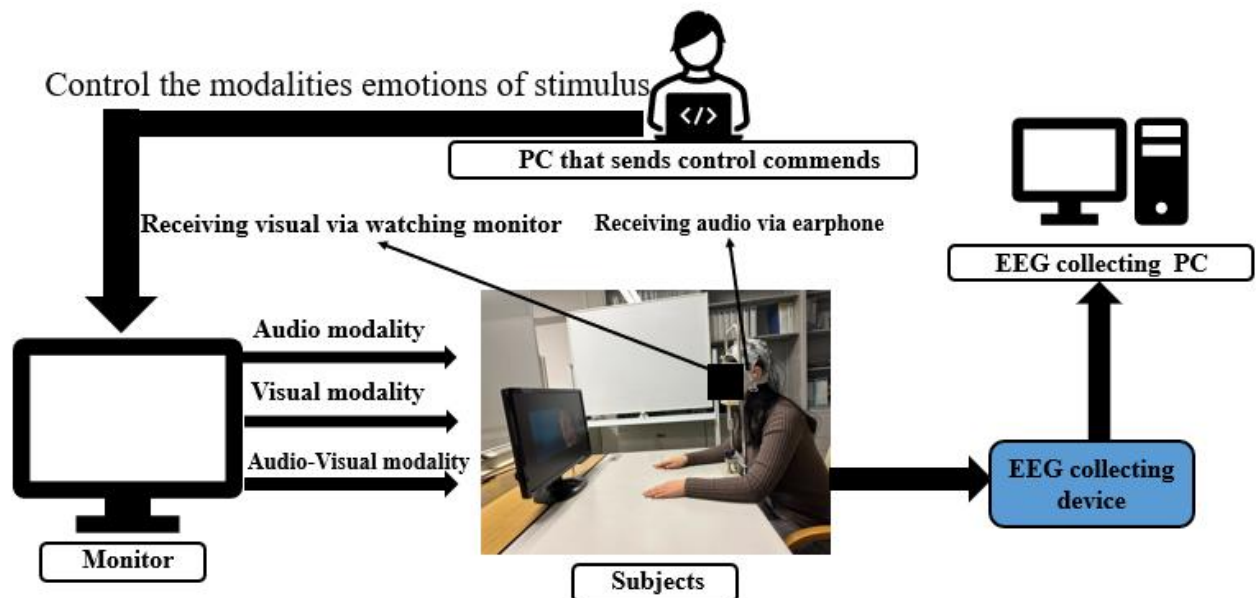 Control the modalities emotions of stimulus
</>
PC that sends control commends
Receiving visual via watching monitor
Receiving audio via earphone
EEG collecting PC
Audio modality
Visual modality
Audio-Visual modality
EEG collecting
device
Monitor
Subjects